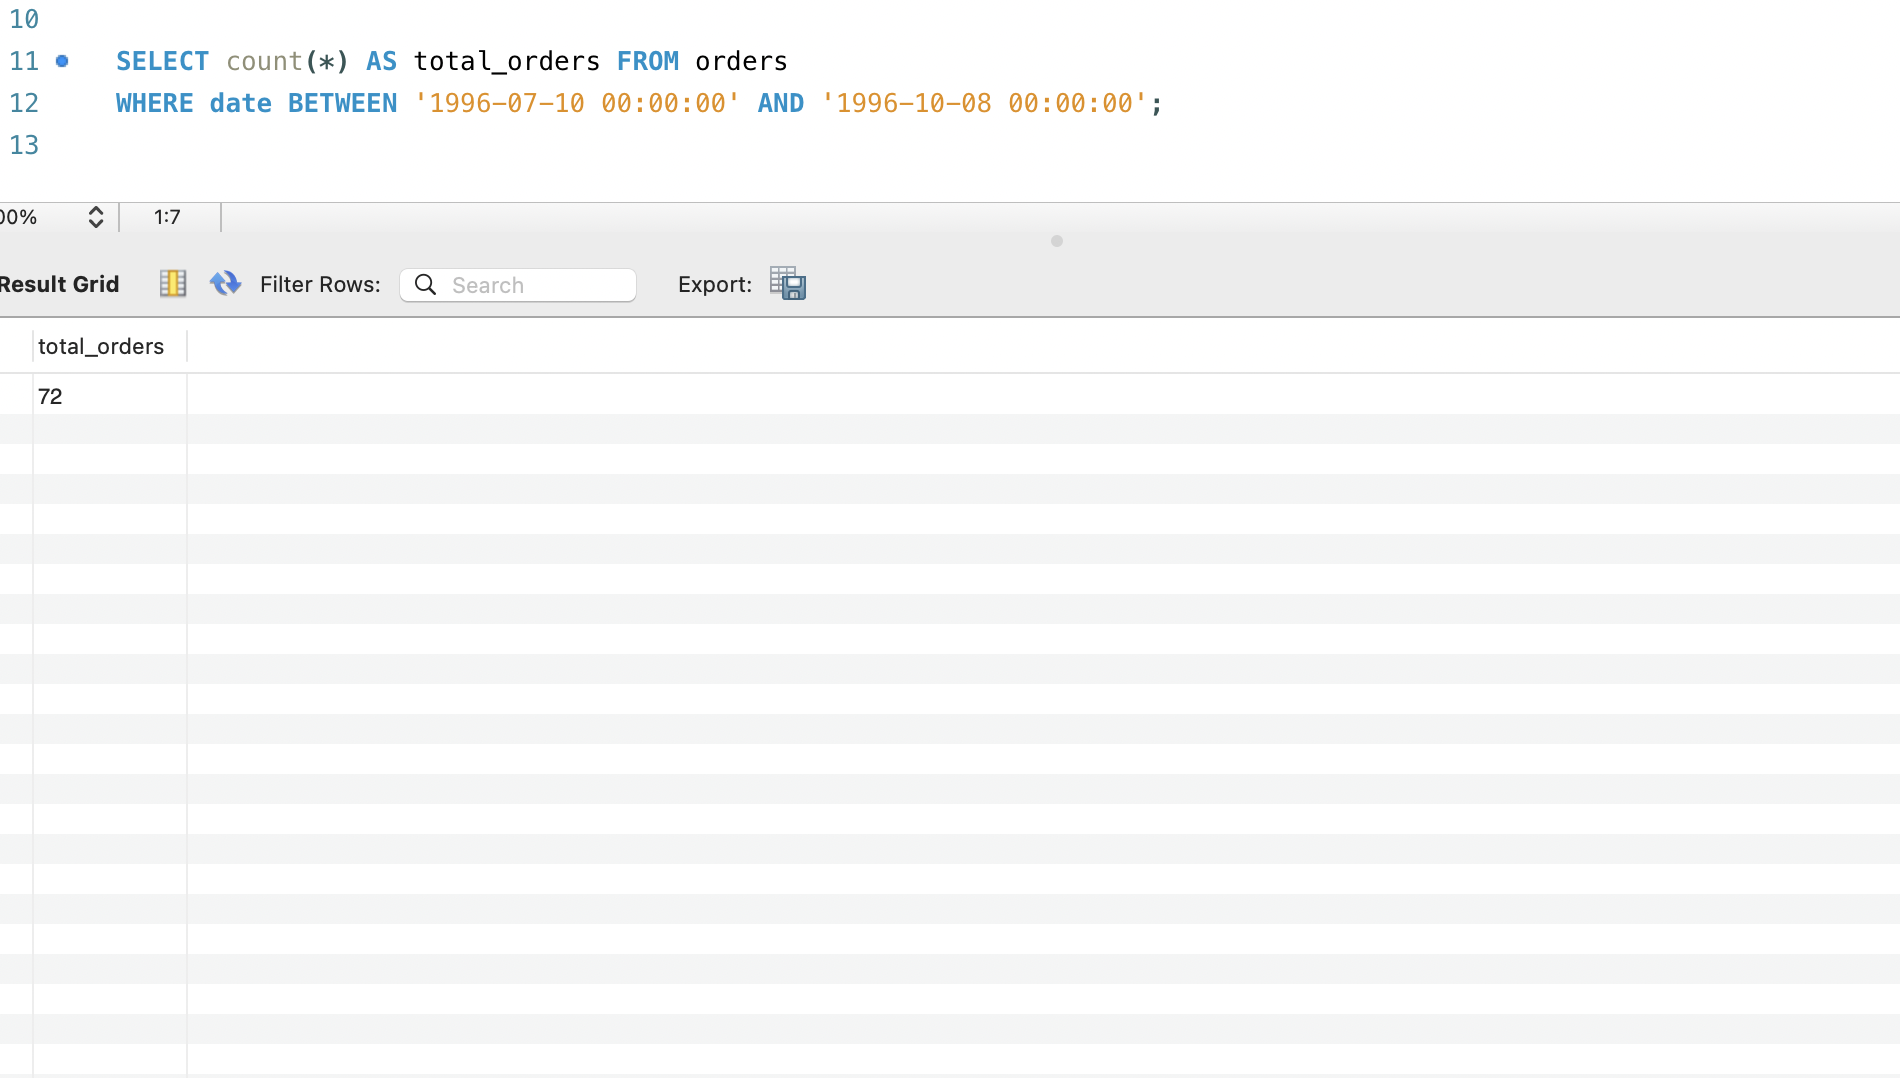 10
11 SELECT count(*) AS total_orders FROM orders
12 WHERE date BETWEEN '1996-07-10 00:00:00' AND '1996-10-08 00:00:00';
13
00% 1:7
Result Grid Filter Rows: Search Export:
total_orders
72